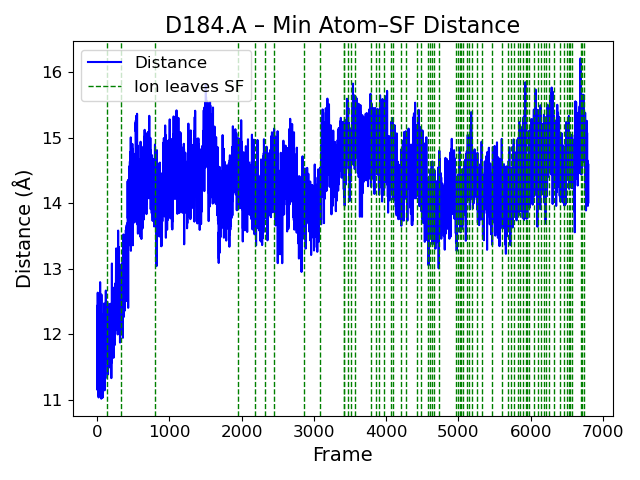 D184.A – Min Atom–SF Distance
Distance
Ion leaves SF
Distance (Å)
16
15
14
13
12
11
0 1000 2000 3000 4000 5000 6000 7000
Frame